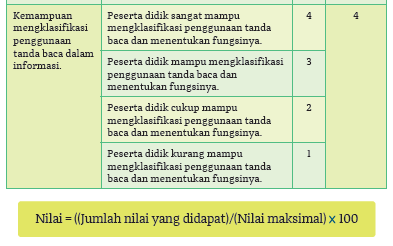 Kemampuan
mengklasifikasi
penggunaan
tanda baca dalam
informasi.
Peserta didik sangat mampu
mengklasifikasi penggunaan tanda
baca dan menentukan fungsinya.
4
4
Peserta didik mampu mengklasifikasi
penggunaan tanda baca dan
menentukan fungsinya.
3
Peserta didik cukup mampu
mengklasifikasi penggunaan tanda
baca dan menentukan fungsinya.
2
Peserta didik kurang mampu
mengklasifikasi penggunaan tanda
baca dan menentukan fungsinya.
1
Nilai = ((Jumlah nilai yang didapat)/(Nilai maksimal) x 100